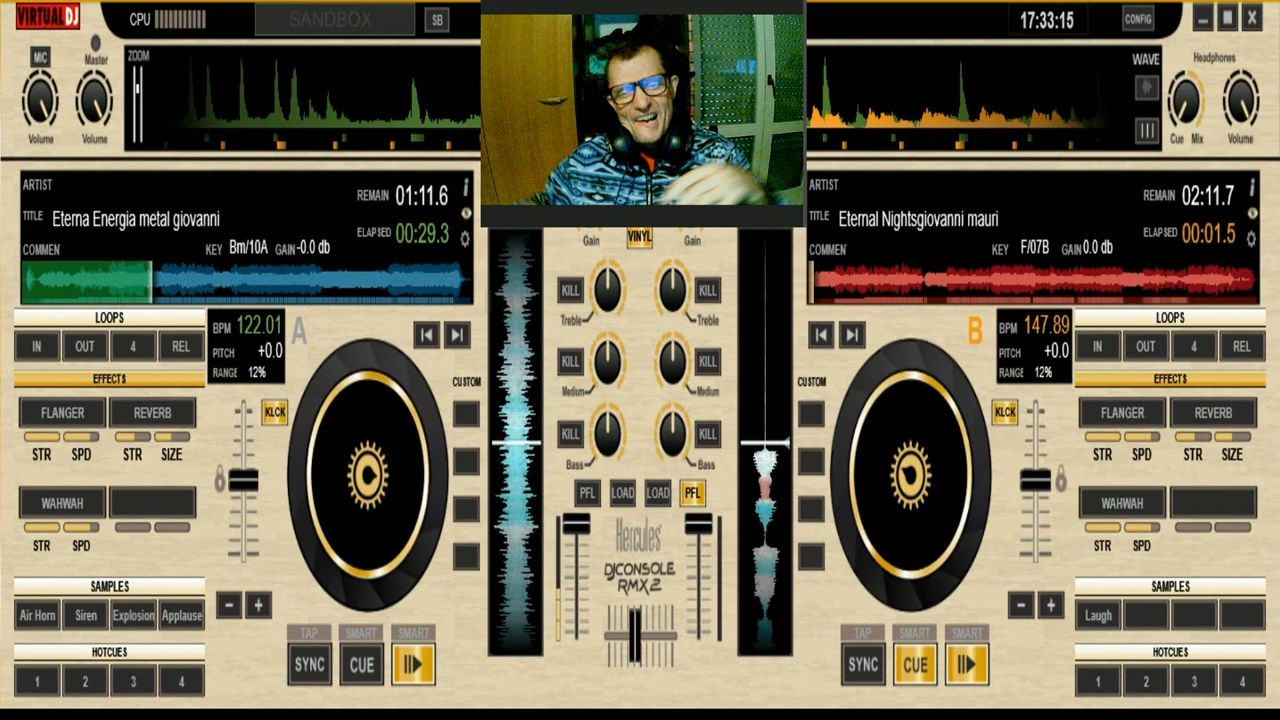 VIRTUAL DJ
CPU
SANDBOX
SB
17:33:15
CONFIG
MIC
Master
Volume
Volume
ZOOM
WAVE
Headphones
Cue
Mix
Volume
ARTIST
TITLE Eterna Energia metal giovanni
COMMEN
REMAIN 01:11.6
ELAPSED 00:29.3
KEY Bm/10A GAIN -0.0 db
ARTIST
TITLE Eternal Nightsgiovanni mauri
COMMEN
REMAIN 02:11.7
ELAPSED 00:01.5
KEY F/07B GAIN 0.0 db
Gain
VINYL
Gain
KILL
KILL
Treble
Treble
KILL
KILL
Medium
Medium
KILL
KILL
Bass
Bass
PFL
LOAD
LOAD
PFL
Hercules
DJCONSOLE
RMX2
LOOPS
IN
OUT
4
REL
EFFECTS
FLANGER
REVERB
STR
SPD
STR
SIZE
WAHWAH
STR
SPD
SAMPLES
Air Horn
Siren
Explosion
Applause
HOTCUES
1
2
3
4
BPM 122.01
PITCH +0.0
RANGE 12%
A
KLCK
CUSTOM
TAP
SMART
SMART
SYNC
CUE
CUSTOM
B
BPM 147.89
PITCH +0.0
RANGE 12%
KLCK
TAP
SMART
SMART
SYNC
CUE
LOOPS
IN
OUT
4
REL
EFFECTS
FLANGER
REVERB
STR
SPD
STR
SIZE
WAHWAH
STR
SPD
SAMPLES
Laugh
HOTCUES
1
2
3
4